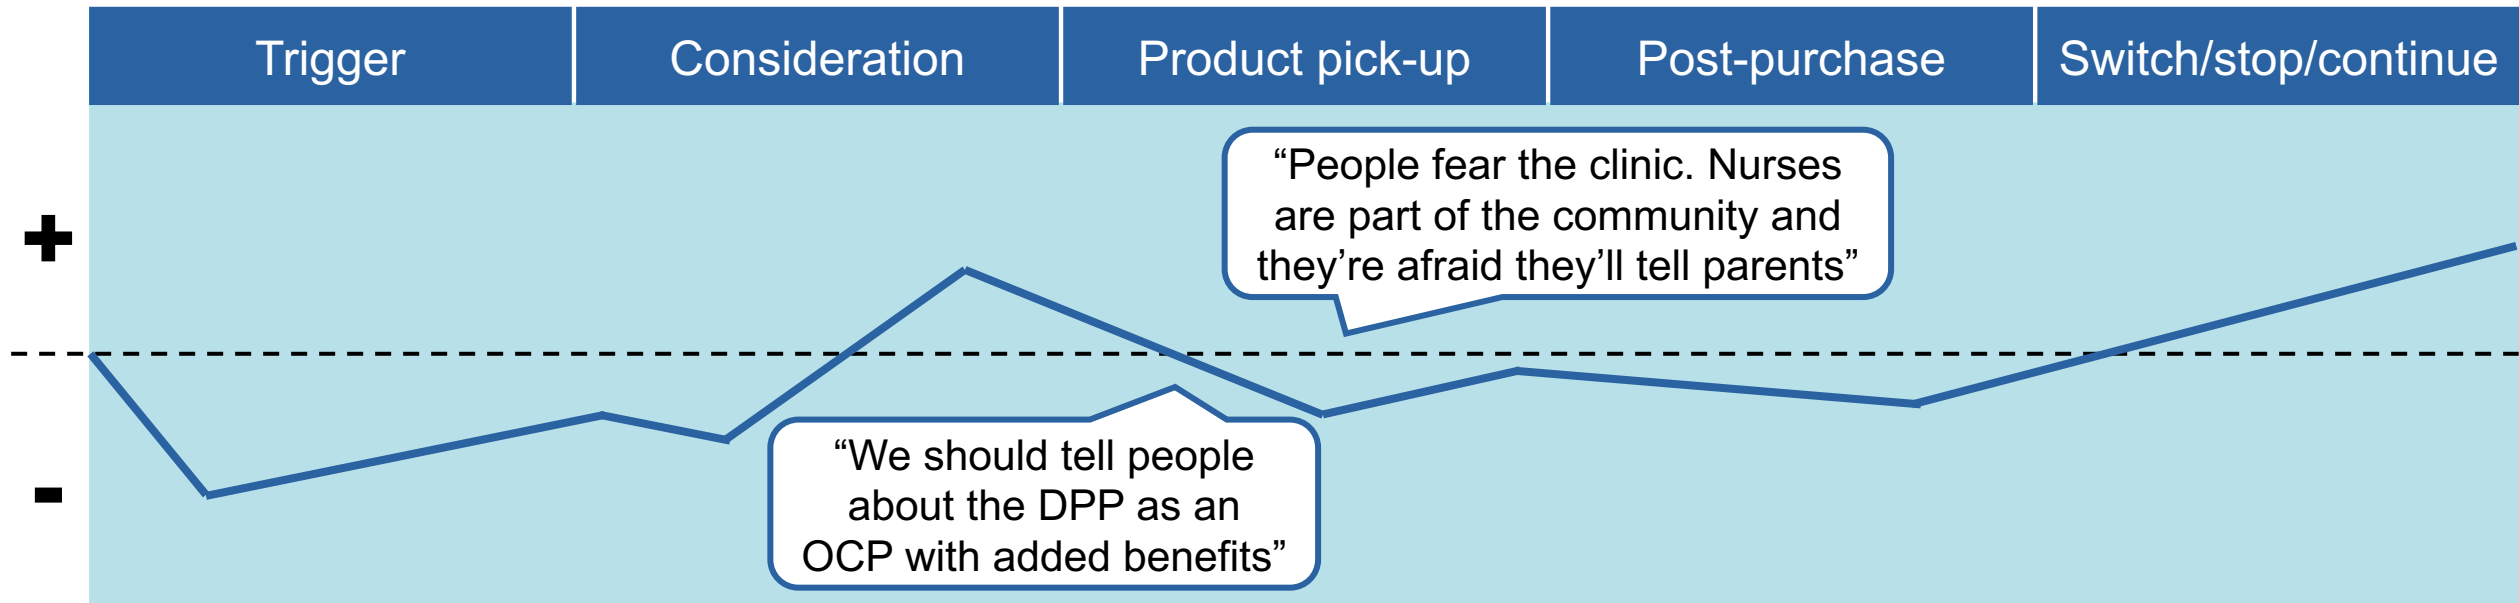 Trigger
Consideration
Product pick-up
Post-purchase
Switch/stop/continue
“People fear the clinic. Nurses
are part of the community and
they’re afraid they’ll tell parents”
+
-
“We should tell people
about the DPP as an
OCP with added benefits”